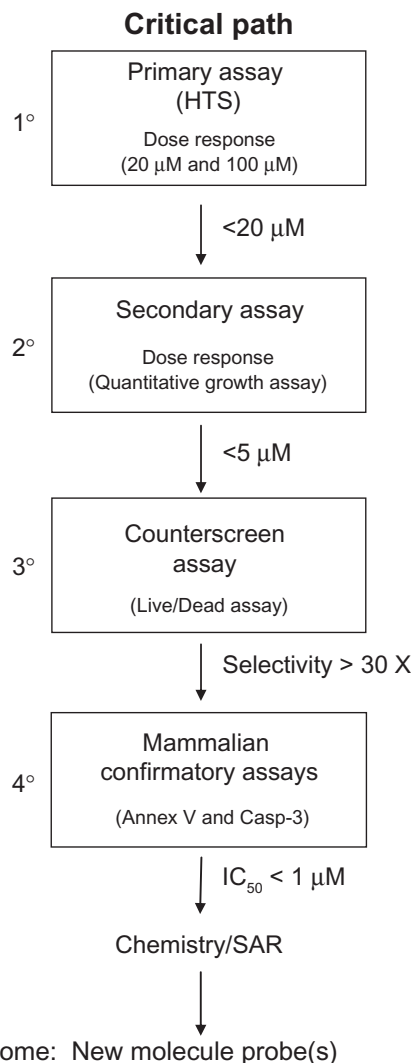 Critical path
1°
Primary assay
(HTS)
Dose response
(20 μM and 100 μM)
<20 μM
2°
Secondary assay
Dose response
(Quantitative growth assay)
<5 μM
3°
Counterscreen
assay
(Live/Dead assay)
Selectivity > 30 X
4°
Mammalian
confirmatory assays
(Annex V and Casp-3)
IC₅₀ < 1 μM
Chemistry/SAR
ome: New molecule probe(s)